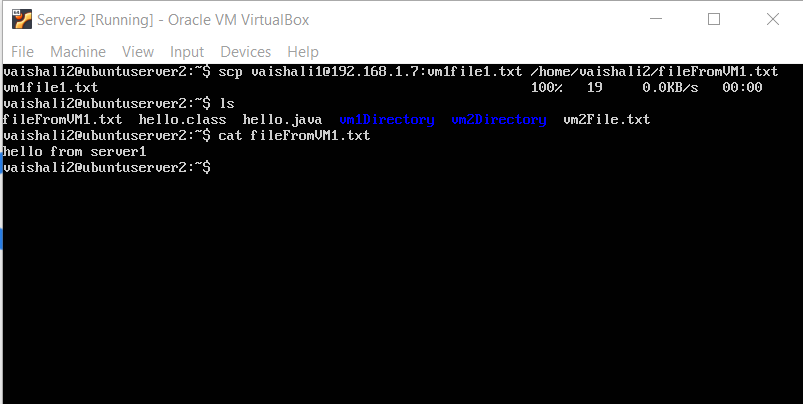 Server2 [Running] - Oracle VM VirtualBox
File Machine View Input Devices Help
vaishali2@ubuntuserver2:~$ scp vaishali1@192.168.1.7:vm1file1.txt /home/vaishali2/fileFromVM1.txt
vm1file1.txt 100% 19 0.0KB/s 00:00
vaishali2@ubuntuserver2:~$ ls
fileFromVM1.txt hello.class hello.java vm1Directory vm2Directory vm2File.txt
vaishali2@ubuntuserver2:~$ cat fileFromVM1.txt
hello from server1
vaishali2@ubuntuserver2:~$